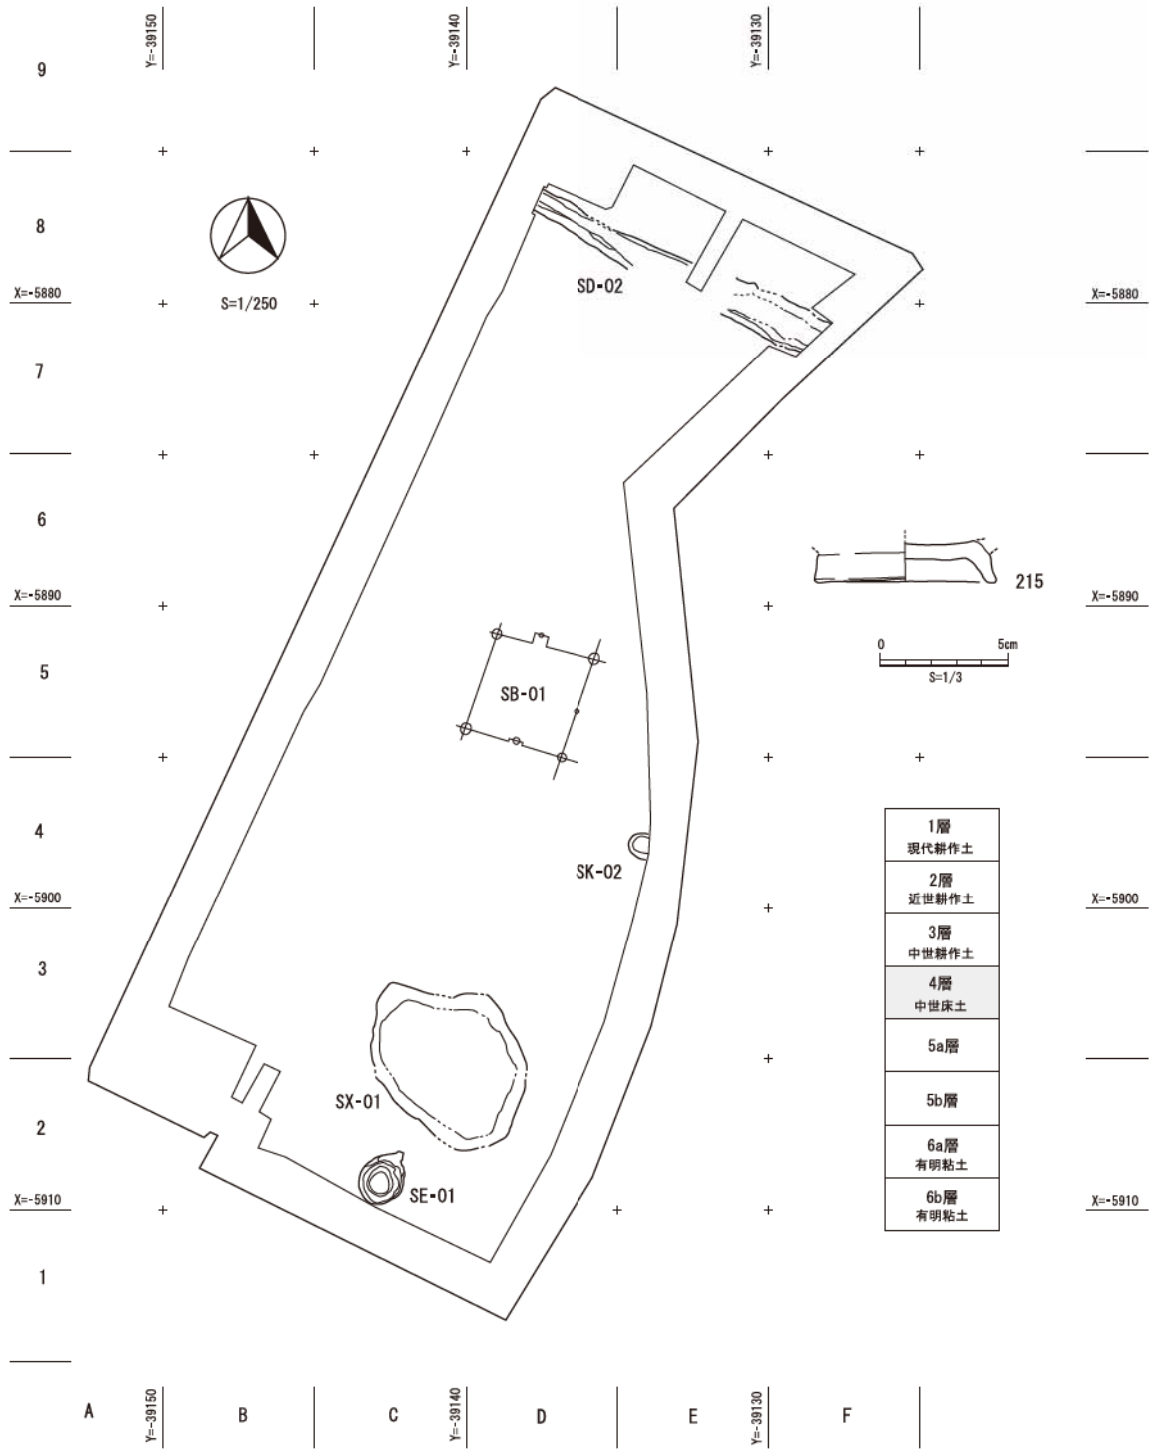 Y=-39150
Y=-39140
Y=-39130
9
8
S=1/250
SD-02
X=-5880
X=-5880
7
6
215
X=-5890
X=-5890
0 5cm
S=1/3
5
SB-01
4
1層
現代耕作土
SK-02
2層
近世耕作土
X=-5900
X=-5900
3層
中世耕作土
3
4層
中世床土
5a層
SX-01
5b層
2
6a層
有明粘土
SE-01
6b層
有明粘土
X=-5910
X=-5910
1
A B C D E F
Y=-39150
Y=-39140
Y=-39130